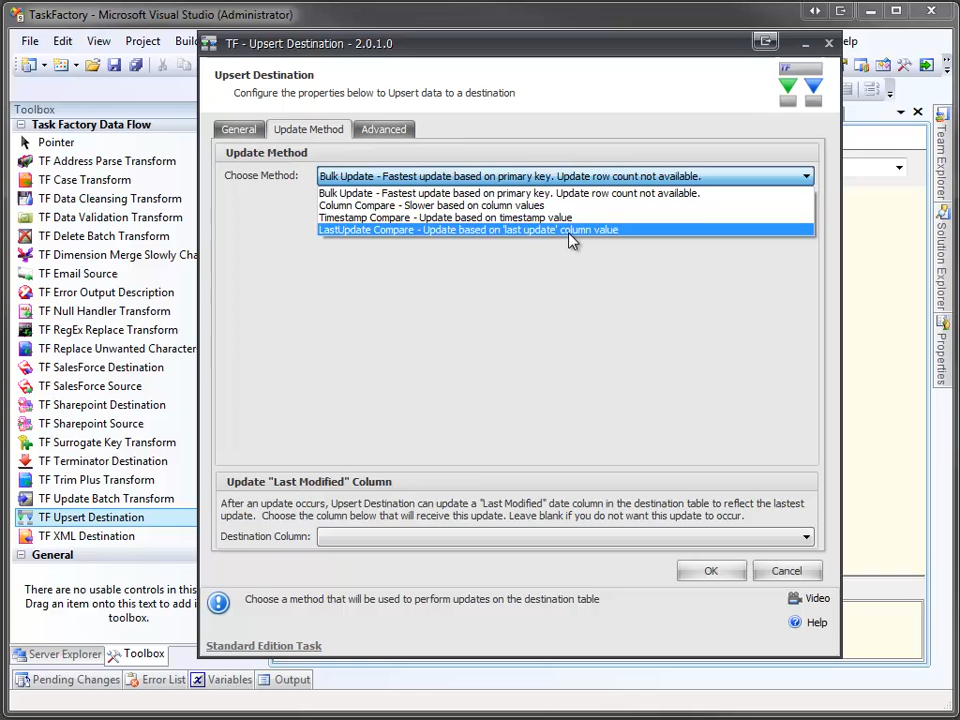 TaskFactory - Microsoft Visual Studio (Administrator)
File Edit View Project
TF - Upsert Destination - 2.0.1.0
Upsert Destination
Configure the properties below to Upsert data to a destination
TF
General Update Method Advanced
Update Method
Choose Method: Bulk Update - Fastest update based on primary key. Update row count not available.
Bulk Update - Fastest update based on primary key. Update row count not available.
Column Compare - Slower based on column values
Timestamp Compare - Update based on timestamp value
LastUpdate Compare - Update based on 'last update' column value
Update "Last Modified" Column
After an update occurs, Upsert Destination can update a "Last Modified" date column in the destination table to reflect the lastest
update. Choose the column below that will receive this update. Leave blank if you do not want this update to occur.
Destination Column:
OK Cancel
Choose a method that will be used to perform updates on the destination table
Video
Help
Standard Edition Task
Toolbox
Task Factory Data Flow
Pointer
TF Address Parse Transform
TF Case Transform
TF Data Cleansing Transform
TF Data Validation Transform
TF Delete Batch Transform
TF Dimension Merge Slowly Cha
TF Email Source
TF Error Output Description
TF Null Handler Transform
TF RegEx Replace Transform
TF Replace Unwanted Character
TF SalesForce Destination
TF SalesForce Source
TF Sharepoint Destination
TF Sharepoint Source
TF Surrogate Key Transform
TF Terminator Destination
TF Trim Plus Transform
TF Update Batch Transform
TF Upsert Destination
TF XML Destination
General
There are no usable controls in this
Drag an item onto this text to add i
toolbox.
Server Explorer Toolbox
Pending Changes Error List Variables Output
Team Explorer
Solution Explorer
Properties